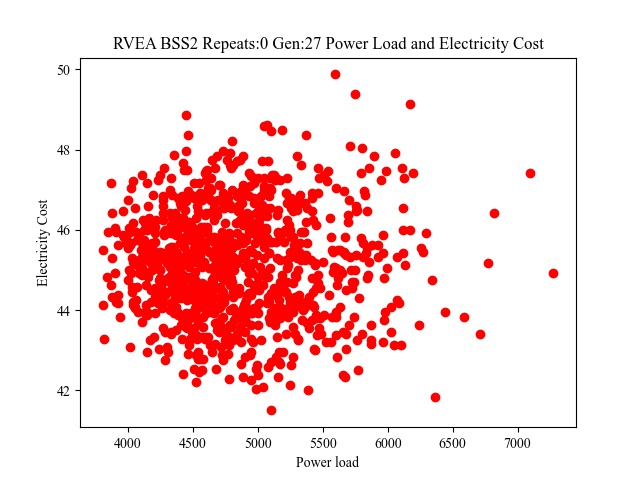 RVEA BSS2 Repeats:0 Gen:27 Power Load and Electricity Cost
50
48
46
44
42
Electricity Cost
4000 4500 5000 5500 6000 6500 7000
Power load